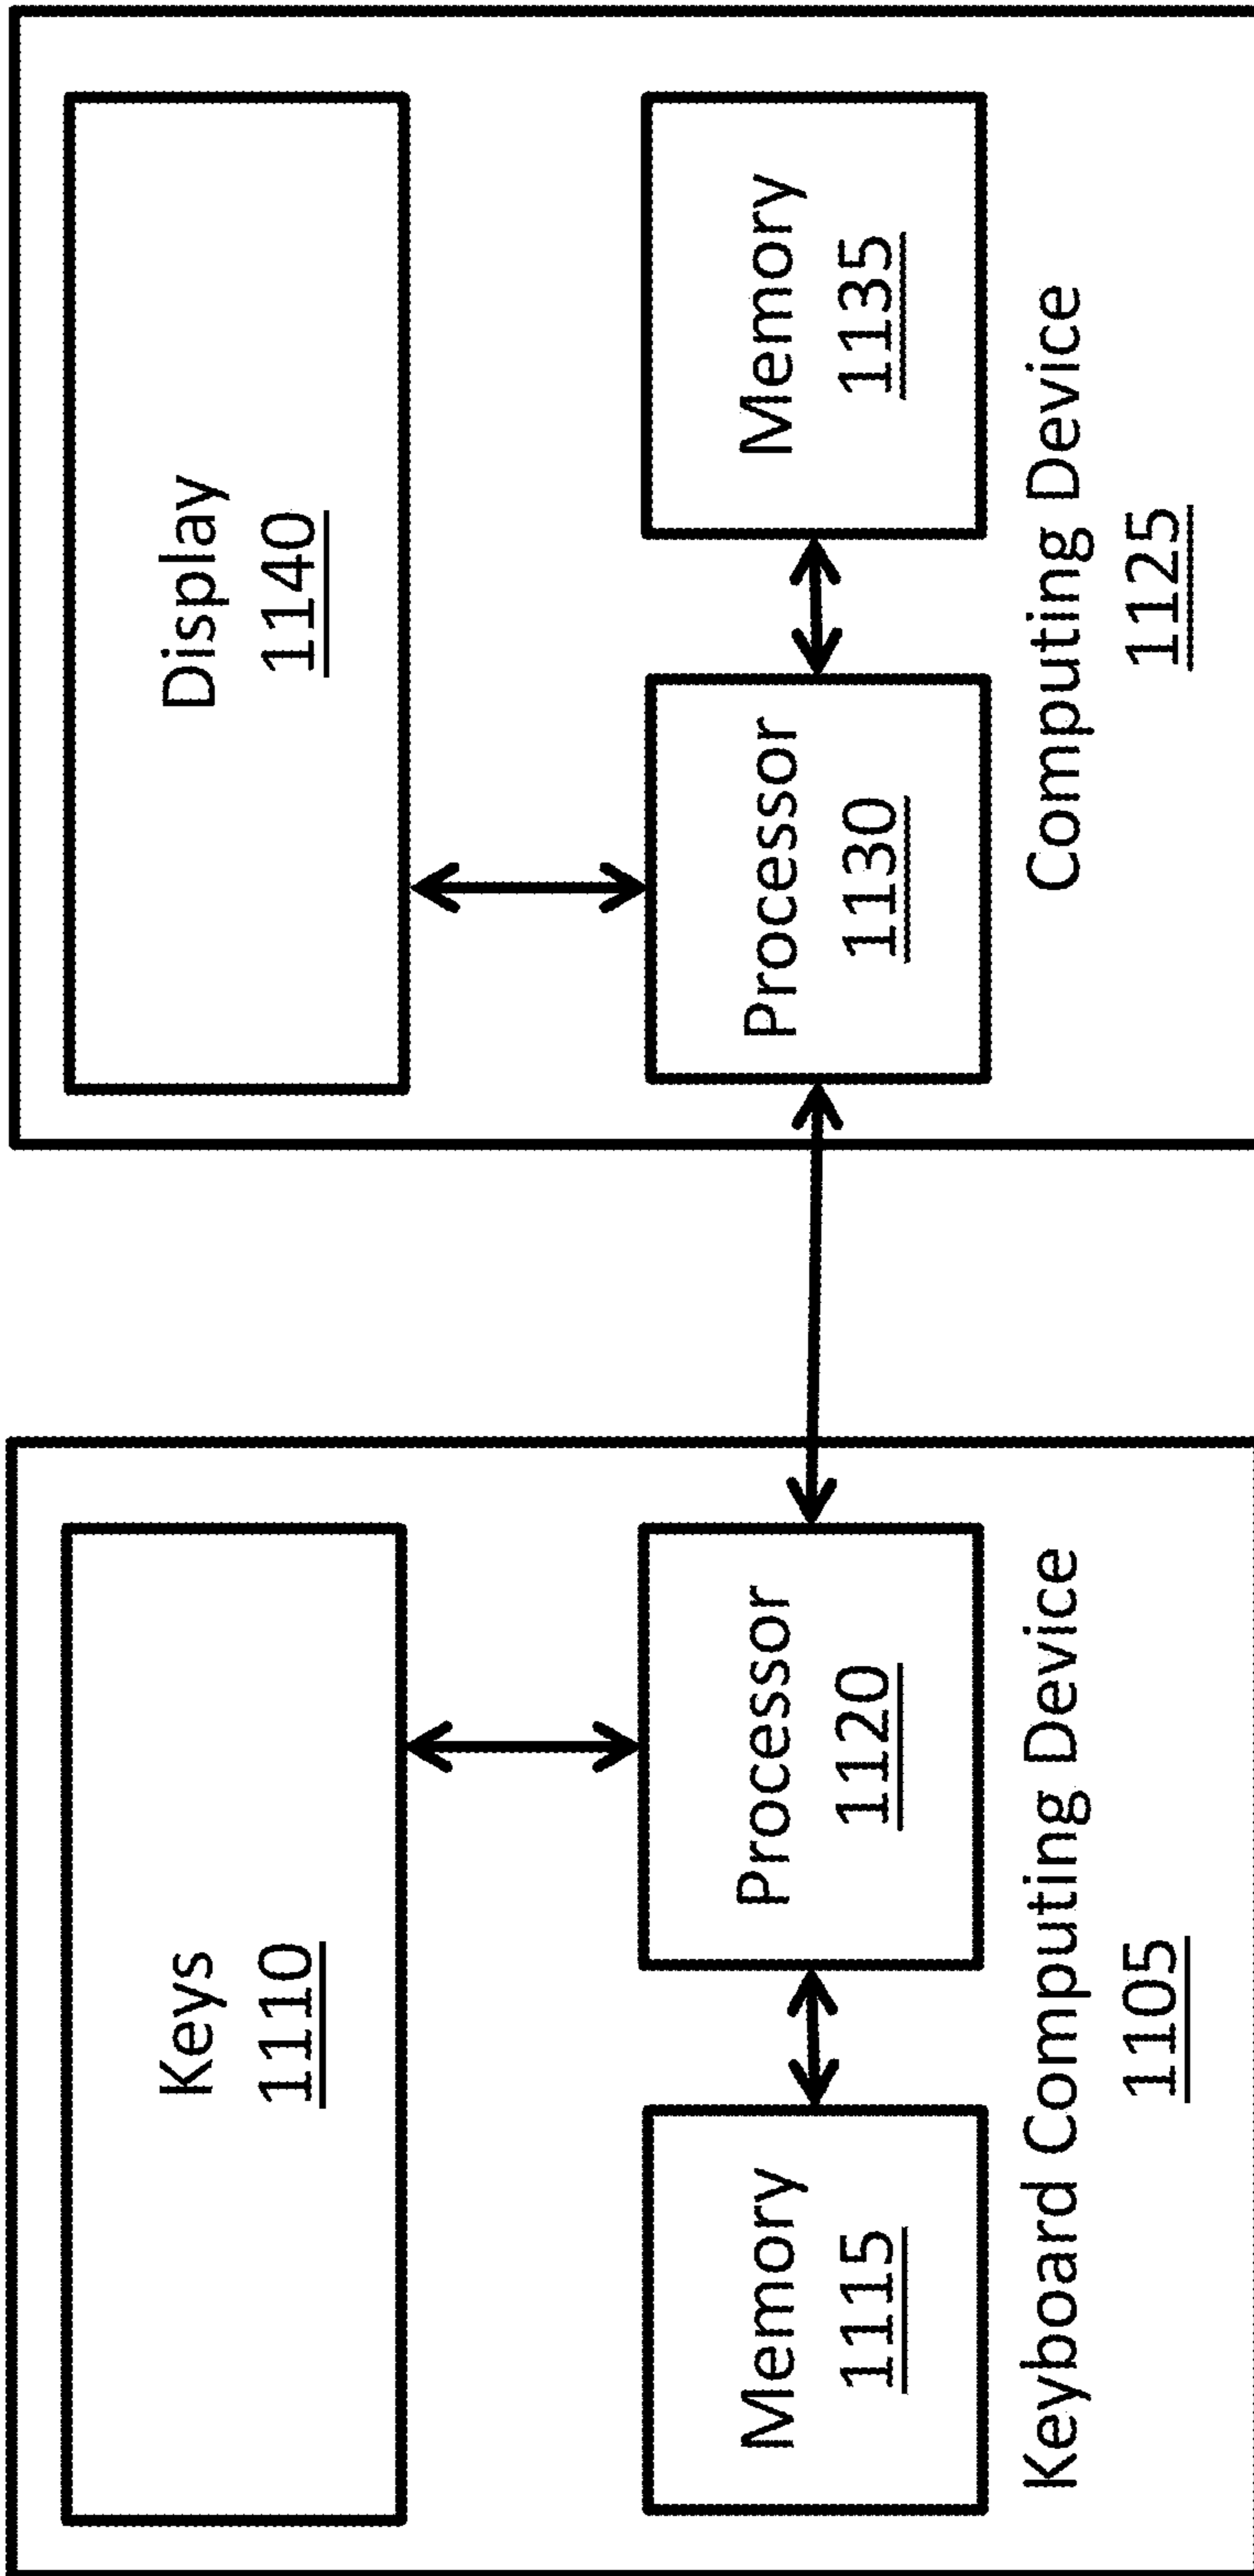 Keys
1110
Memory
1115
Processor
1120
Keyboard Computing Device
1105
Display
1140
Processor
1130
Memory
1135
Computing Device
1125